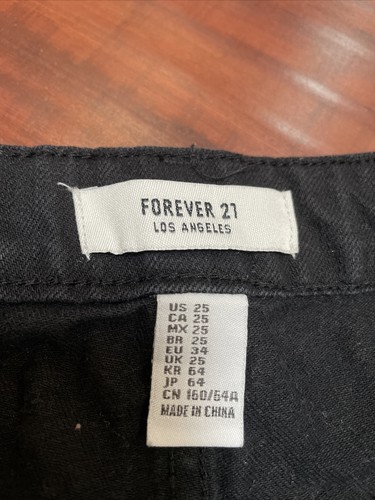 FOREVER 21
LOS ANGELES
US 25
CA 25
MX 25
BR 25
EU 34
UK 25
KR 64
JP 64
CN 160/64A
MADE IN CHINA